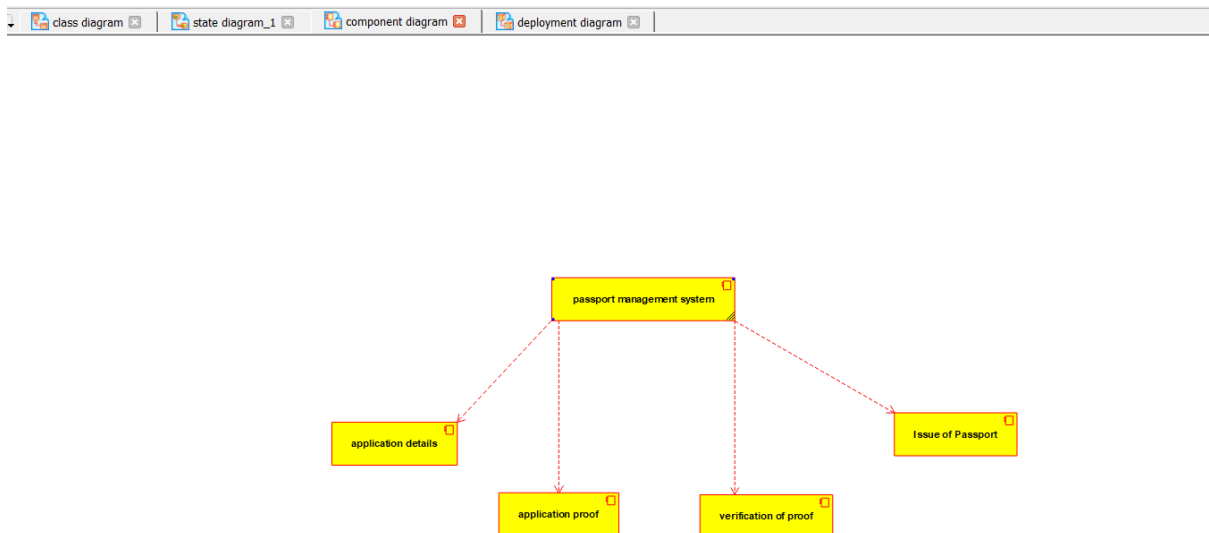 class diagram
state diagram_1
component diagram
deployment diagram
passport management system
application details
Issue of Passport
application proof
verification of proof